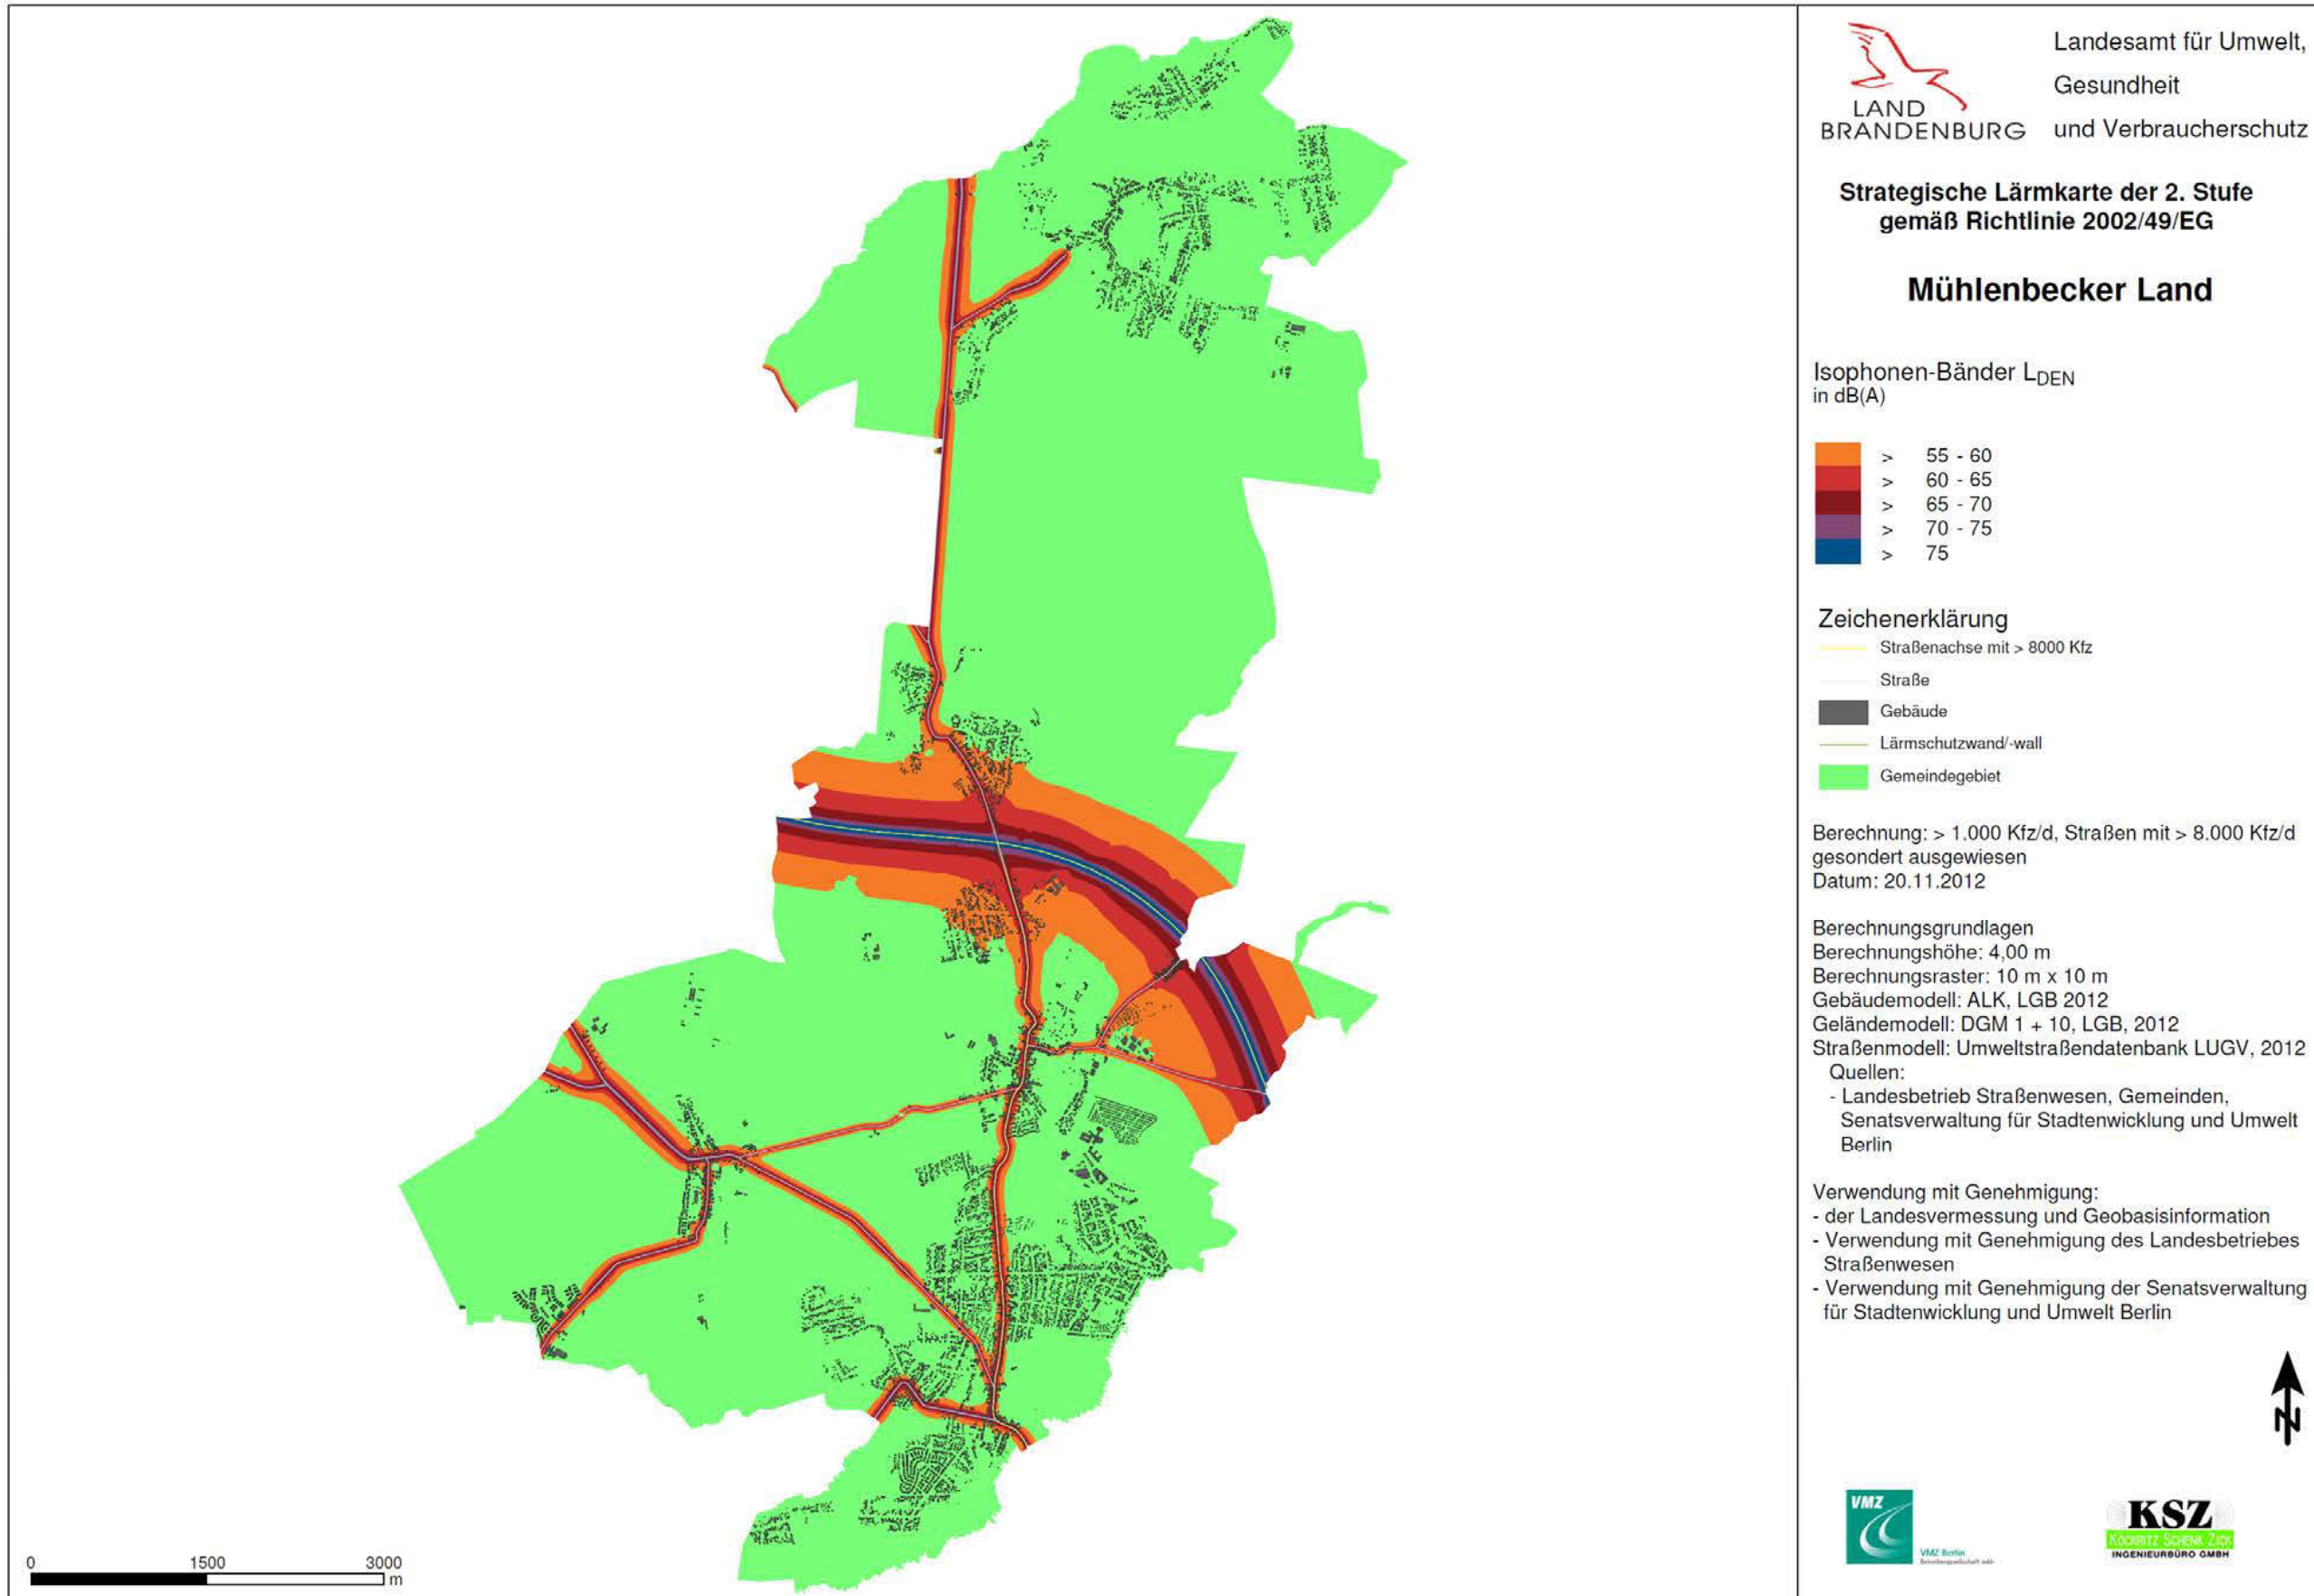 LAND
BRANDENBURG
Landesamt für Umwelt,
Gesundheit
und Verbraucherschutz
Strategische Lärmkarte der 2. Stufe
gemäß Richtlinie 2002/49/EG
Mühlenbecker Land
Isophonen-Bänder LDEN
in dB(A)
> 55 - 60
> 60 - 65
> 65 - 70
> 70 - 75
> 75
Zeichenerklärung
Straßenachse mit > 8000 Kfz
Straße
Gebäude
Lärmschutzwand/-wall
Gemeindegebiet
Berechnung: > 1.000 Kfz/d, Straßen mit > 8.000 Kfz/d
gesondert ausgewiesen
Datum: 20.11.2012
Berechnungsgrundlagen
Berechnungshöhe: 4,00 m
Berechnungsraster: 10 m x 10 m
Gebäudemodell: ALK, LGB 2012
Geländemodell: DGM 1 + 10, LGB, 2012
Straßenmodell: Umweltstraßendatenbank LUGV, 2012
Quellen:
- Landesbetrieb Straßenwesen, Gemeinden,
Senatsverwaltung für Stadtenwicklung und Umwelt
Berlin
Verwendung mit Genehmigung:
- der Landesvermessung und Geobasisinformation
- Verwendung mit Genehmigung des Landesbetriebes
Straßenwesen
- Verwendung mit Genehmigung der Senatsverwaltung
für Stadtenwicklung und Umwelt Berlin
N
VMZ
VMZ Berlin
KSZ
KÖCKRITZ SCHENK ZICK
INGENIEURBÜRO GMBH
0 1500 3000
m